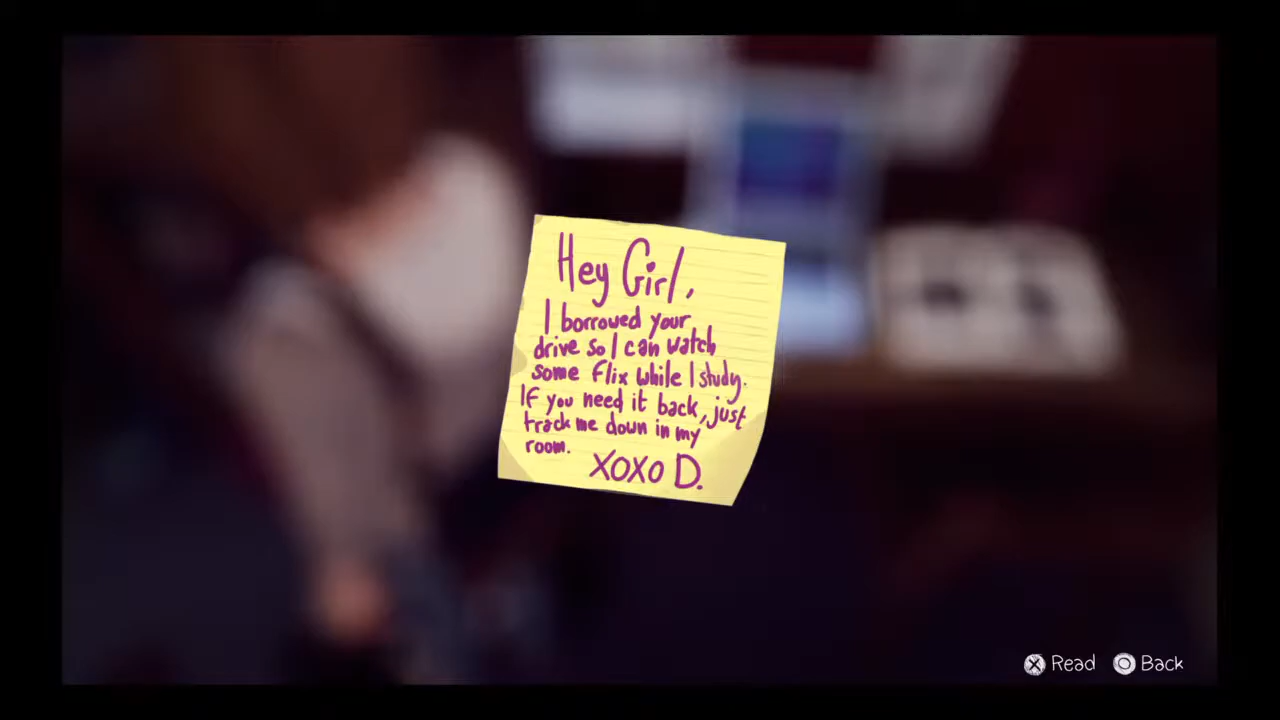 Hey Girl,
I borrowed your
drive so I can watch
some Flix while I study.
If you need it back, just
track me down in my
room.
XOXO D.
Read
Back